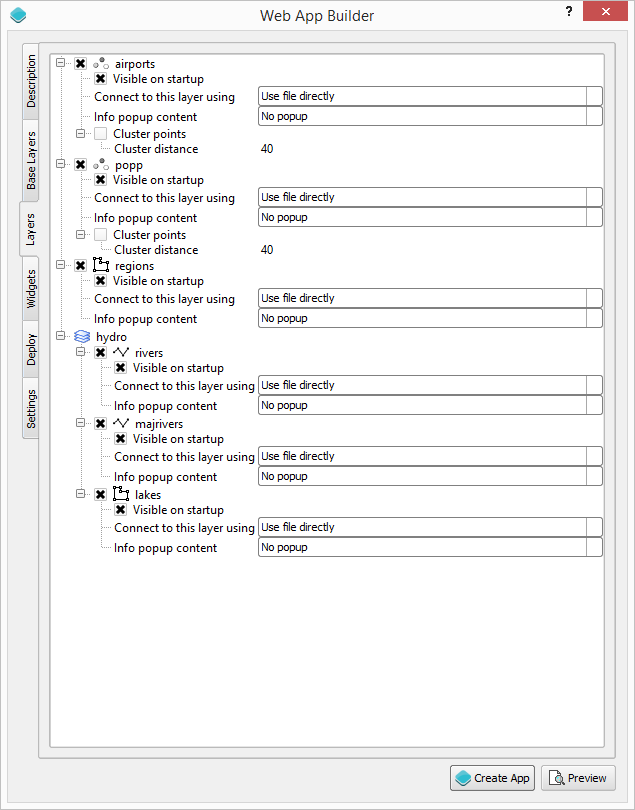 Web App Builder
?
Description
Base Layers
Layers
Widgets
Deploy
Settings
airports
Visible on startup
Connect to this layer using Use file directly
Info popup content No popup
Cluster points
Cluster distance 40
popp
Visible on startup
Connect to this layer using Use file directly
Info popup content No popup
Cluster points
Cluster distance 40
regions
Visible on startup
Connect to this layer using Use file directly
Info popup content No popup
hydro
rivers
Visible on startup
Connect to this layer using Use file directly
Info popup content No popup
majrivers
Visible on startup
Connect to this layer using Use file directly
Info popup content No popup
lakes
Visible on startup
Connect to this layer using Use file directly
Info popup content No popup
Create App Preview